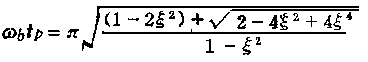 ω_b t_p = π √( ((1 − 2ξ²) + √(2 − 4ξ² + 4ξ⁴)) / (1 − ξ²) )